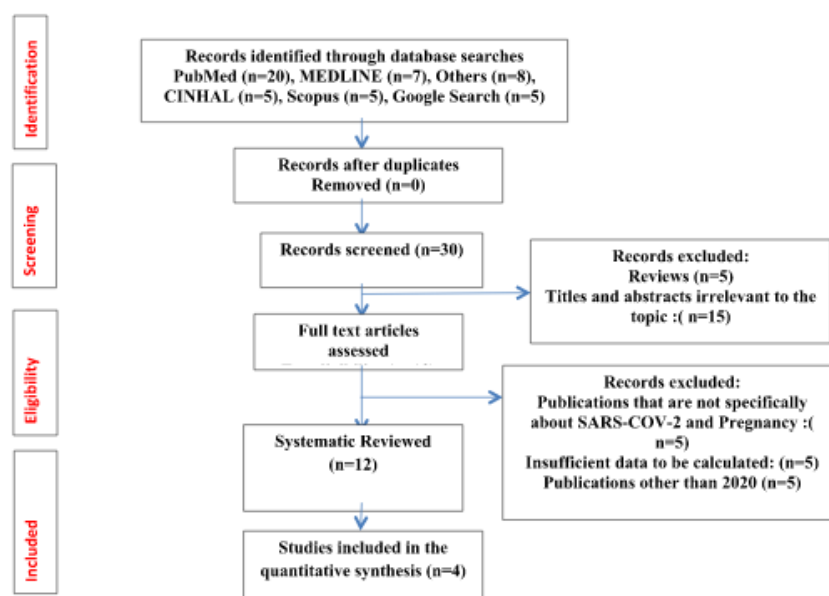 Identification
Records identified through database searches
PubMed (n=20), MEDLINE (n=7), Others (n=8),
CINHAL (n=5), Scopus (n=5), Google Search (n=5)
Screening
Records after duplicates
Removed (n=0)
Records screened (n=30)
Records excluded:
Reviews (n=5)
Titles and abstracts irrelevant to the
topic :( n=15)
Eligibility
Full text articles
assessed
Records excluded:
Publications that are not specifically
about SARS-COV-2 and Pregnancy :(
n=5)
Insufficient data to be calculated: (n=5)
Publications other than 2020 (n=5)
Systematic Reviewed
(n=12)
Included
Studies included in the
quantitative synthesis (n=4)